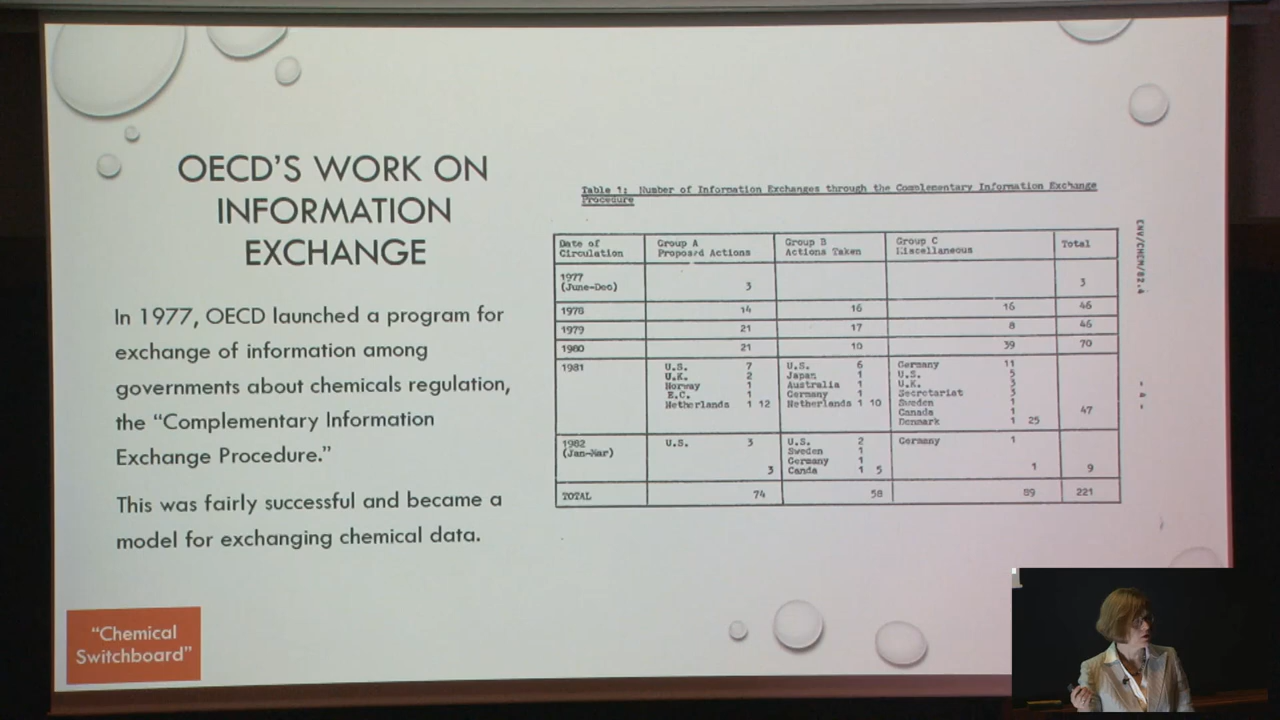 OECD'S WORK ON
INFORMATION
EXCHANGE
In 1977, OECD launched a program for
exchange of information among
governments about chemicals regulation,
the “Complementary Information
Exchange Procedure.”
This was fairly successful and became a
model for exchanging chemical data.
“Chemical
Switchboard”
Table 1: Number of Information Exchanges through the Complementary Information Exchange
Procedure
Date of Circulation Group A Proposed Actions Group B Actions Taken Group C Miscellaneous Total
1977
(June-Dec) 3 3
1978 14 16 16 46
1979 21 17 8 46
1980 21 10 39 70
1981 U.S. 7 U.S. 6 Germany 11
U.K. 2 Japan 1 U.S. 5
Norway 1 Australia 1 U.K. 3
E.C. 1 Germany 1 Secretariat 3
Netherlands 1 12 Netherlands 1 10 Sweden 1 47
Canada 1
Denmark 1 25
1982 U.S. 3 U.S. 2 Germany 1
(Jan-Mar) Sweden 1
Germany 1
3 Canda 1 5 1 9
TOTAL 74 58 89 221
ENV/CHEM/82.4
- 4 -